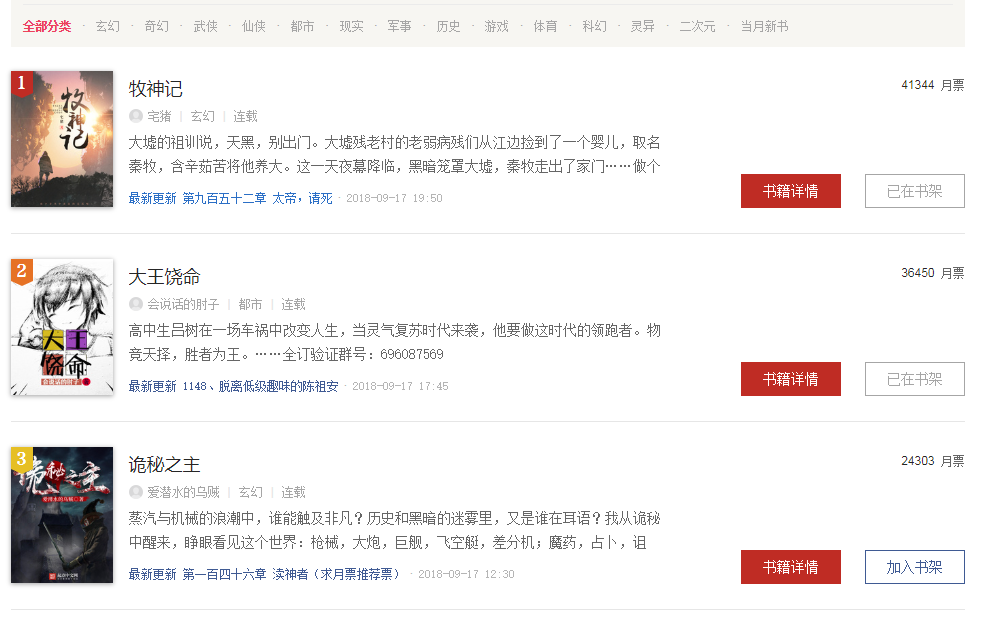 全部分类 · 玄幻 · 奇幻 · 武侠 · 仙侠 · 都市 · 现实 · 军事 · 历史 · 游戏 · 体育 · 科幻 · 灵异 · 二次元 · 当月新书
1
牧神记
牧神记
41344 月票
宅猪 | 玄幻 | 连载
大墟的祖训说，天黑，别出门。大墟残老村的老弱病残们从江边捡到了一个婴儿，取名
秦牧，含辛茹苦将他养大。这一天夜幕降临，黑暗笼罩大墟，秦牧走出了家门……做个
最新更新 第九百五十二章 太帝，请死 · 2018-09-17 19:50
书籍详情
已在书架
2
大王饶命
大王饶命
36450 月票
会说话的肘子 | 都市 | 连载
高中生吕树在一场车祸中改变人生，当灵气复苏时代来袭，他要做这时代的领跑者。物
竞天择，胜者为王。……全订验证群号：696087569
最新更新 1148、脱离低级趣味的陈祖安 · 2018-09-17 17:45
书籍详情
已在书架
3
诡秘之主
爱潜水的乌贼 著
诡秘之主
24303 月票
爱潜水的乌贼 | 玄幻 | 连载
蒸汽与机械的浪潮中，谁能触及非凡？历史和黑暗的迷雾里，又是谁在耳语？我从诡秘
中醒来，睁眼看见这个世界：枪械，大炮，巨舰，飞空艇，差分机；魔药，占卜，诅
最新更新 第一百四十六章 渎神者（求月票推荐票） · 2018-09-17 12:30
书籍详情
加入书架